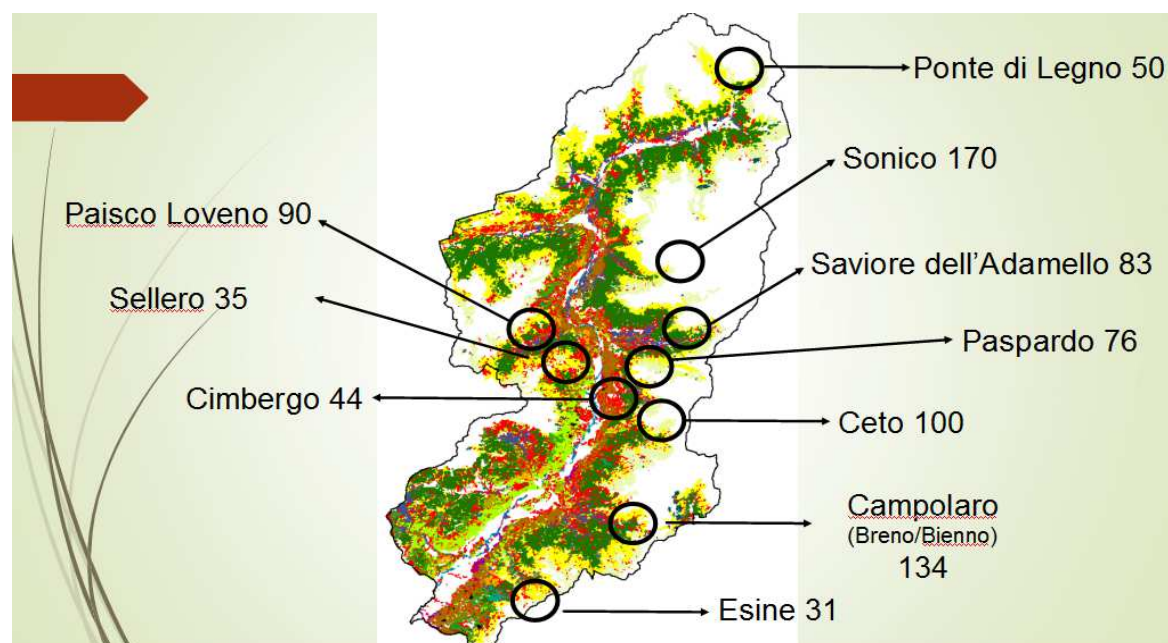 Ponte di Legno 50
Sonico 170
Paisco Loveno 90
Saviore dell'Adamello 83
Sellero 35
Paspardo 76
Cimbergo 44
Ceto 100
Campolaro
(Breno/Bienno)
134
Esine 31